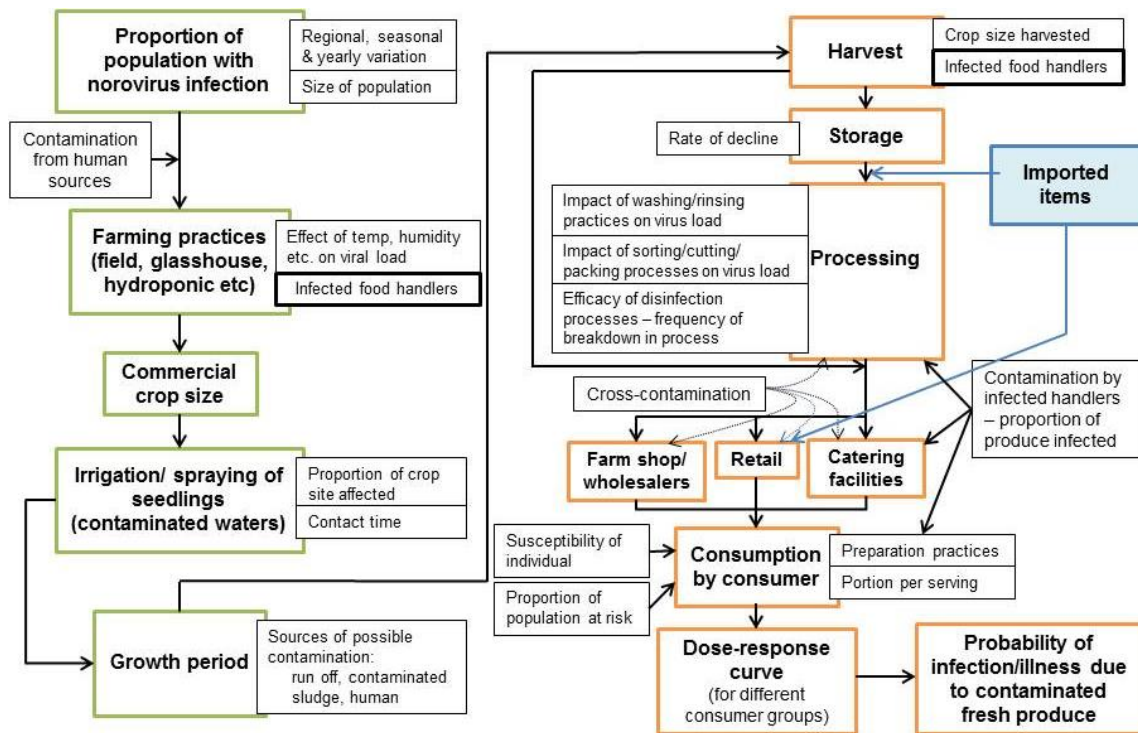 Proportion of
population with
norovirus infection
Regional, seasonal
& yearly variation
Size of population
Contamination
from human
sources
Farming practices
(field, glasshouse,
hydroponic etc)
Effect of temp, humidity
etc. on viral load
Infected food handlers
Commercial
crop size
Irrigation/ spraying of
seedlings
(contaminated waters)
Proportion of crop
site affected
Contact time
Growth period
Sources of possible
contamination:
run off, contaminated
sludge, human
Harvest
Crop size harvested
Infected food handlers
Rate of decline
Storage
Imported
items
Impact of washing/rinsing
practices on virus load
Impact of sorting/cutting/
packing processes on virus load
Efficacy of disinfection
processes – frequency of
breakdown in process
Processing
Cross-contamination
Contamination by
infected handlers
– proportion of
produce infected
Farm shop/
wholesalers
Retail
Catering
facilities
Susceptibility of
individual
Proportion of
population at risk
Consumption
by consumer
Preparation practices
Portion per serving
Dose-response
curve
(for different
consumer groups)
Probability of
infection/illness due
to contaminated
fresh produce